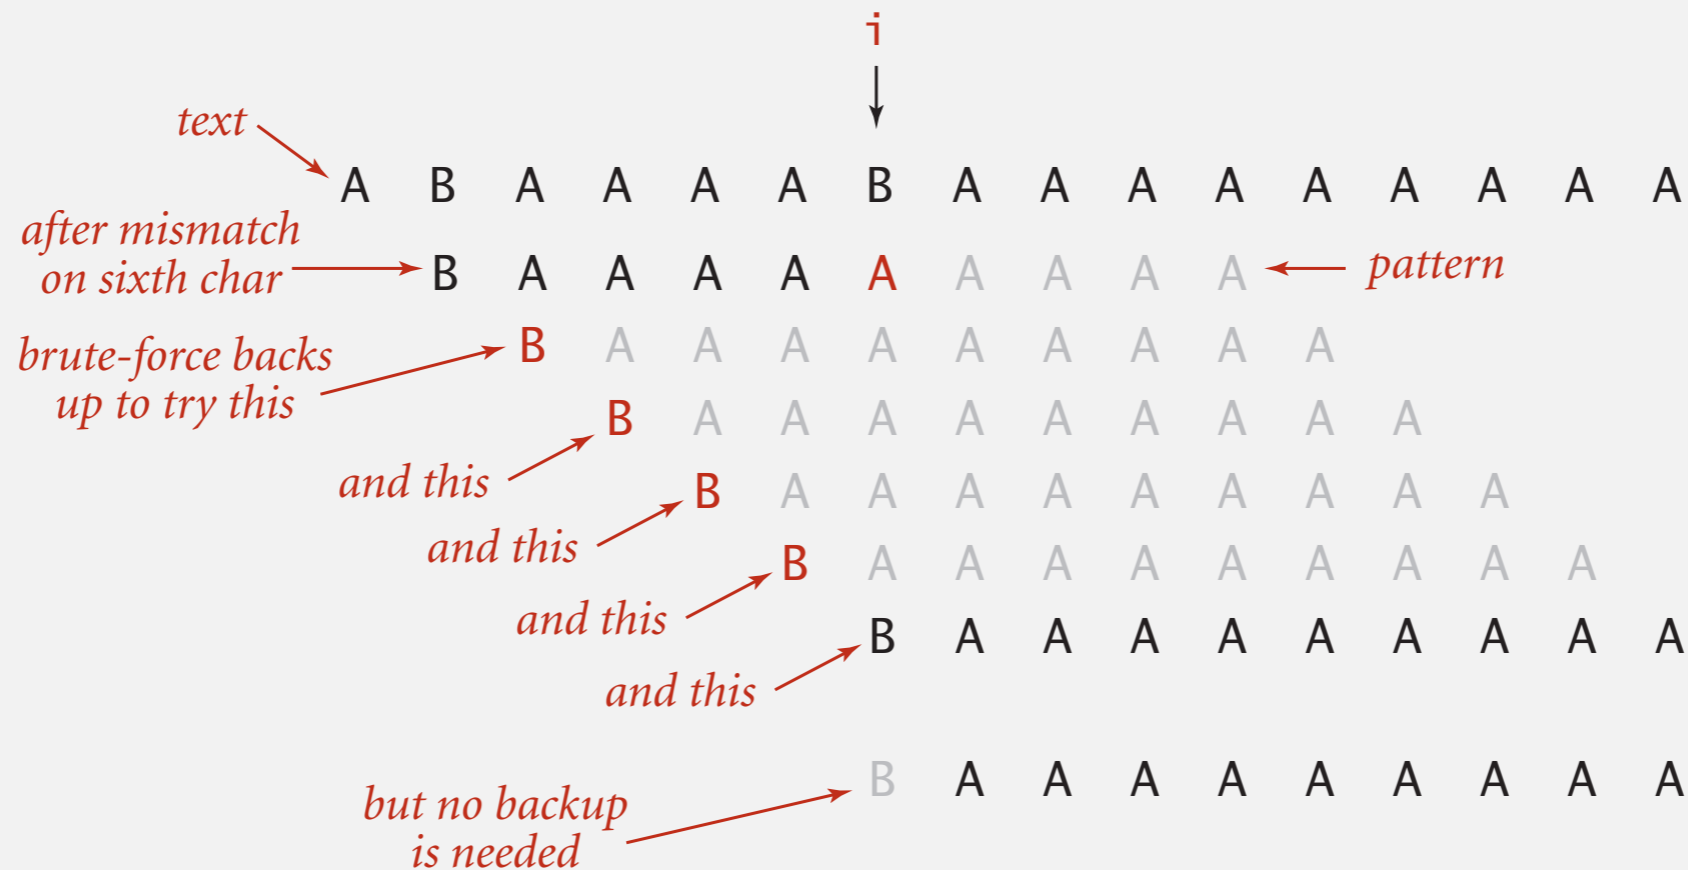 i
text
A B A A A A B A A A A A A A A A
after mismatch
on sixth char
B A A A A A A A A A
pattern
brute-force backs
up to try this
B A A A A A A A A A
and this
B A A A A A A A A A
and this
B A A A A A A A A A
and this
B A A A A A A A A A
and this
B A A A A A A A A A
but no backup
is needed
B A A A A A A A A A